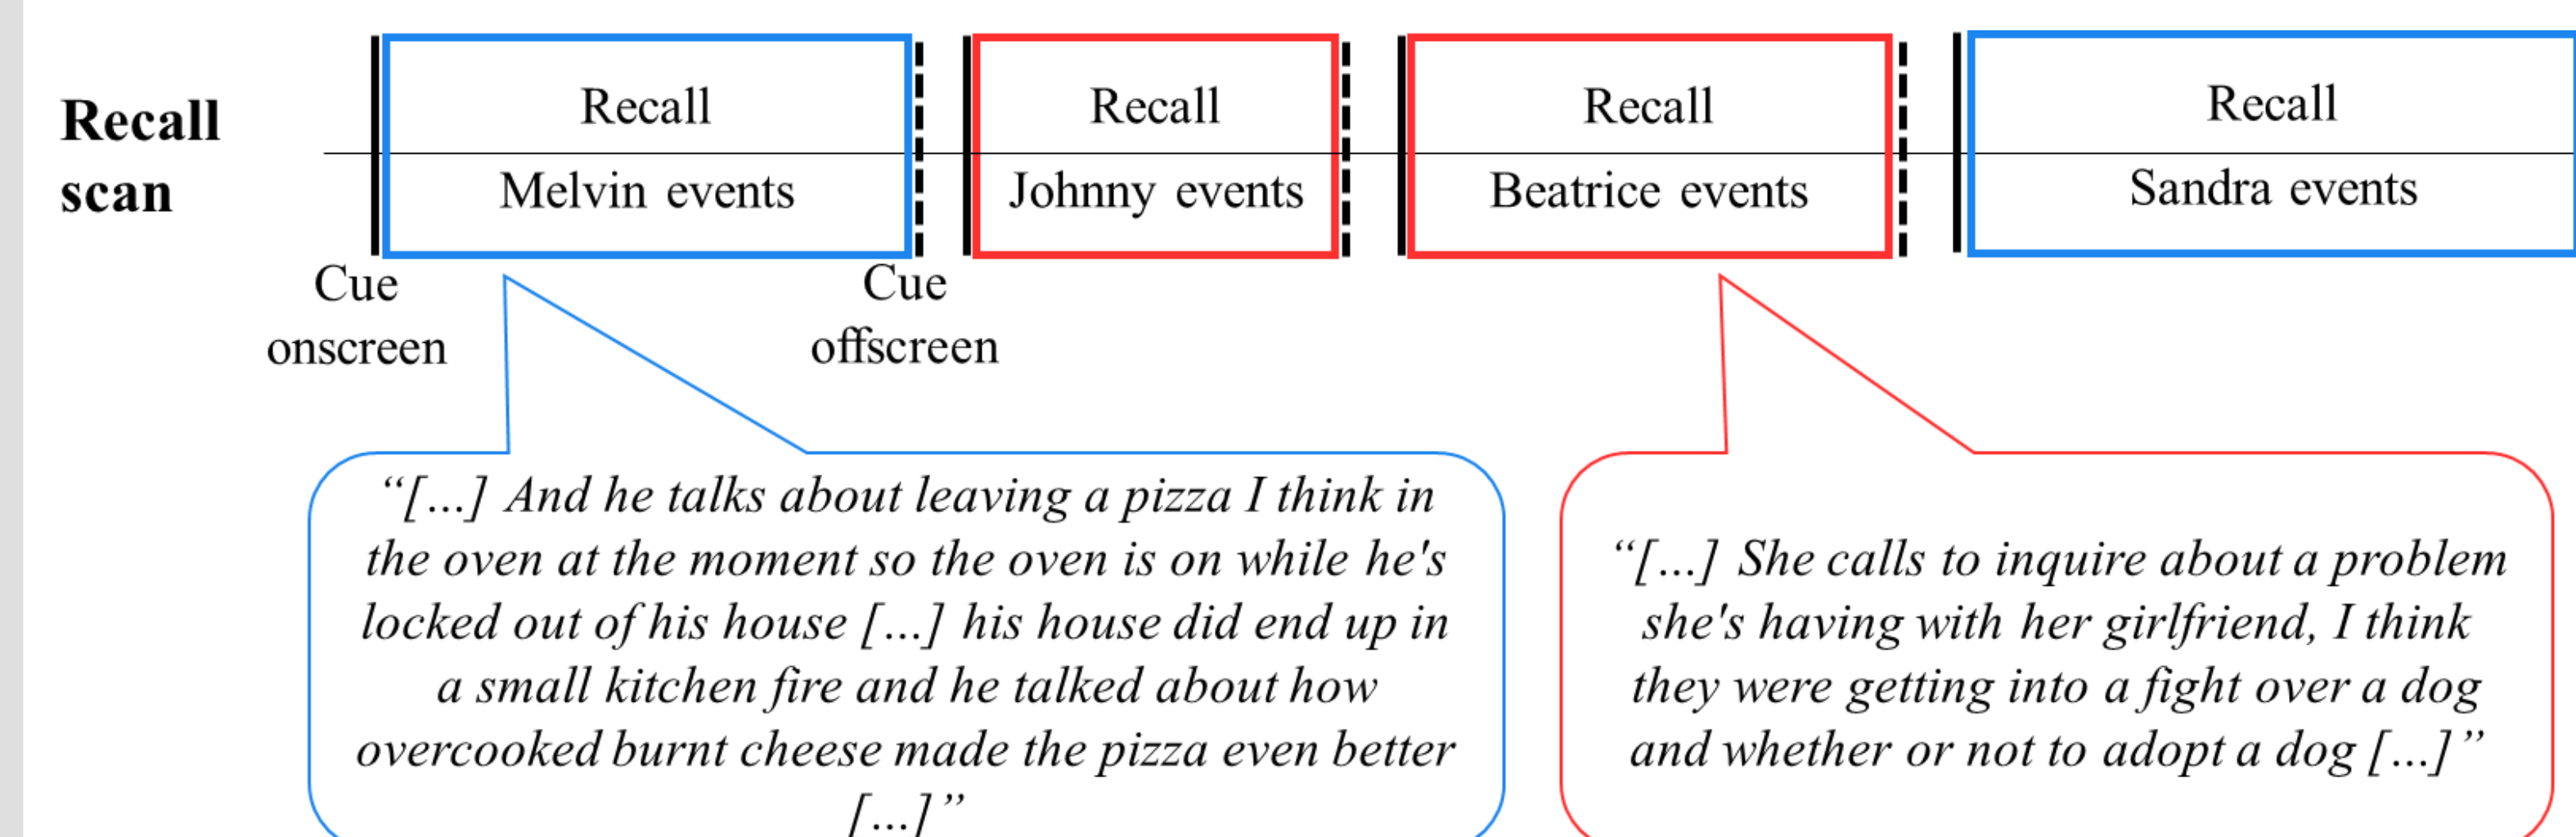 Recall
scan
Recall
Melvin events
Recall
Johnny events
Recall
Beatrice events
Recall
Sandra events
Cue
onscreen
Cue
offscreen
“[...] And he talks about leaving a pizza I think in
the oven at the moment so the oven is on while he's
locked out of his house [...] his house did end up in
a small kitchen fire and he talked about how
overcooked burnt cheese made the pizza even better
[...]”
“[...] She calls to inquire about a problem
she's having with her girlfriend, I think
they were getting into a fight over a dog
and whether or not to adopt a dog [...]”